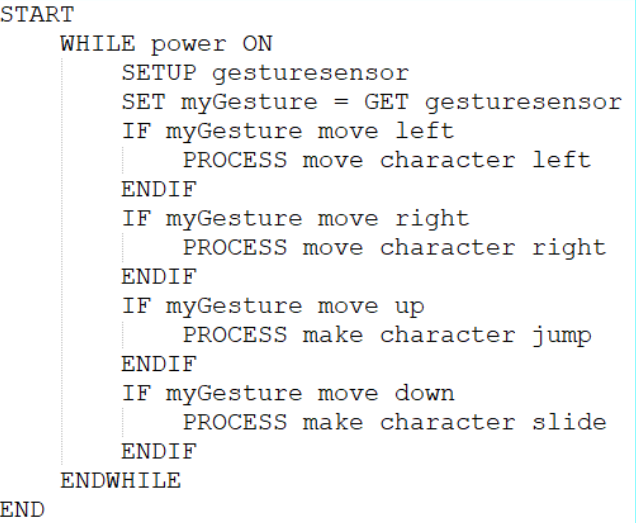 START
WHILE power ON
SETUP gesturesensor
SET myGesture = GET gesturesensor
IF myGesture move left
PROCESS move character left
ENDIF
IF myGesture move right
PROCESS move character right
ENDIF
IF myGesture move up
PROCESS make character jump
ENDIF
IF myGesture move down
PROCESS make character slide
ENDIF
ENDWHILE
END